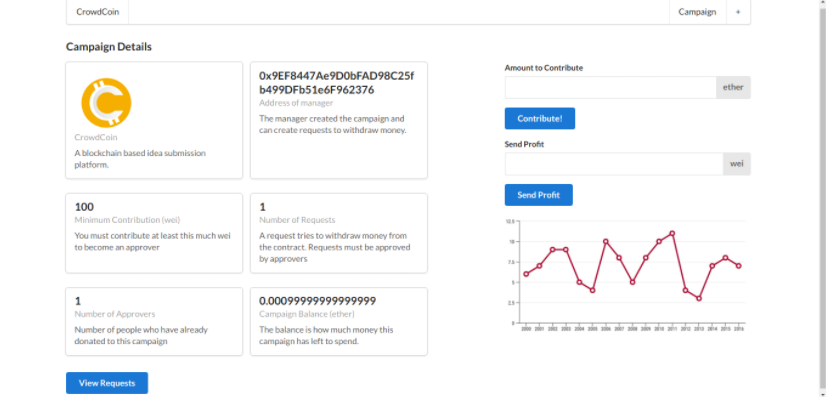 CrowdCoin
Campaign
+
Campaign Details
CrowdCoin
A blockchain based idea submission
platform.
0x9EF8447Ae9D0bFAD98C25f
b499DFb51e6F962376
Address of manager
The manager created the campaign and
can create requests to withdraw money.
100
Minimum Contribution (wei)
You must contribute at least this much wei
to become an approver
1
Number of Requests
A request tries to withdraw money from
the contract. Requests must be approved
by approvers
1
Number of Approvers
Number of people who have already
donated to this campaign
0.00099999999999999
Campaign Balance (ether)
The balance is how much money this
campaign has left to spend.
View Requests
Amount to Contribute
ether
Contribute!
Send Profit
wei
Send Profit
12.5
10
7.5
5
2.5
0
2000 2001 2002 2003 2004 2005 2006 2007 2008 2009 2010 2011 2012 2013 2014 2015 2016